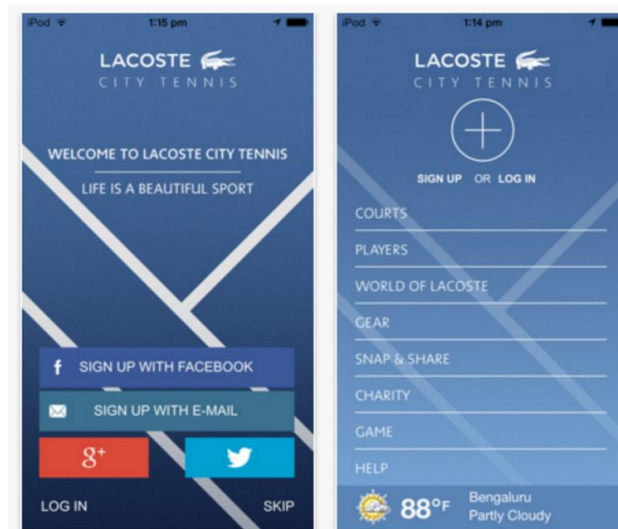 iPod 1:15 pm
LACOSTE
CITY TENNIS
WELCOME TO LACOSTE CITY TENNIS
LIFE IS A BEAUTIFUL SPORT
f SIGN UP WITH FACEBOOK
SIGN UP WITH E-MAIL
g+
LOG IN SKIP
iPod 1:14 pm
LACOSTE
CITY TENNIS
SIGN UP OR LOG IN
COURTS
PLAYERS
WORLD OF LACOSTE
GEAR
SNAP & SHARE
CHARITY
GAME
HELP
88°F
Bengaluru
Partly Cloudy